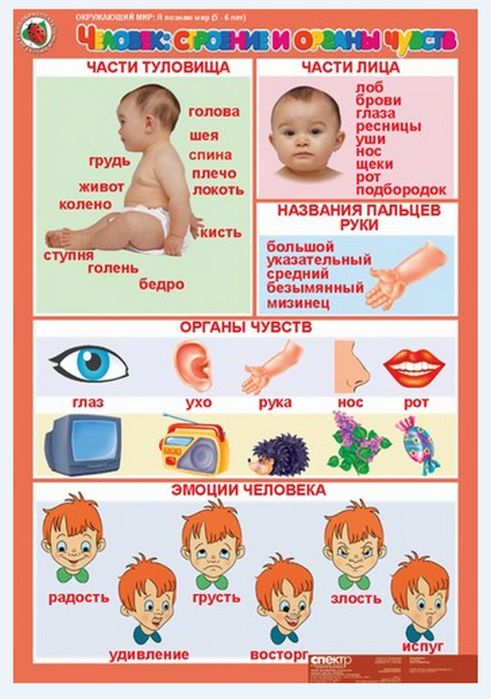 ОКРУЖАЮЩИЙ МИР: Я познаю мир (5 - 6 лет)
ЧЕЛОВЕК: СТРОЕНИЕ И ОРГАНЫ ЧУВСТВ
ЧАСТИ ТУЛОВИЩА
голова
шея
грудь
спина
плечо
живот
локоть
колено
кисть
ступня
голень
бедро
ЧАСТИ ЛИЦА
лоб
брови
глаза
ресницы
уши
нос
щеки
рот
подбородок
НАЗВАНИЯ ПАЛЬЦЕВ
РУКИ
большой
указательный
средний
безымянный
мизинец
ОРГАНЫ ЧУВСТВ
глаз ухо рука нос рот
ЭМОЦИИ ЧЕЛОВЕКА
радость грусть злость
удивление восторг испуг
спектр